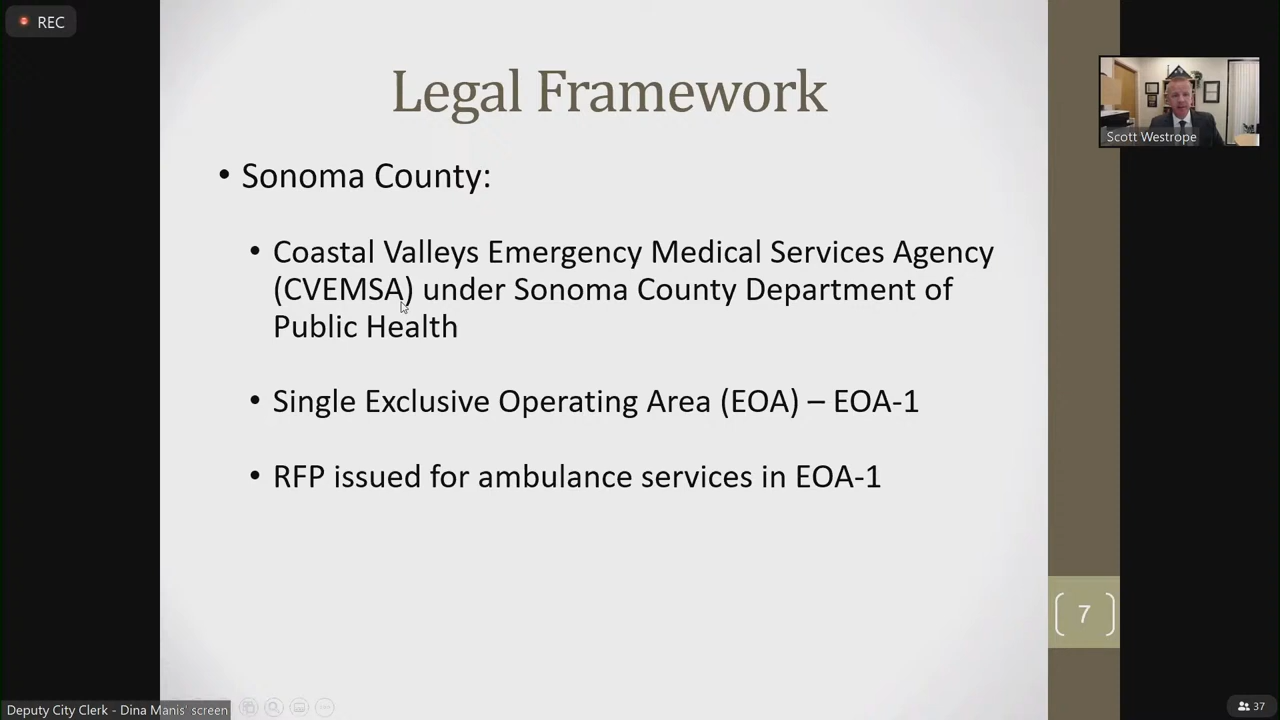 REC
Legal Framework
Scott Westrope
• Sonoma County:
• Coastal Valleys Emergency Medical Services Agency
(CVEMSA) under Sonoma County Department of
Public Health
• Single Exclusive Operating Area (EOA) – EOA-1
• RFP issued for ambulance services in EOA-1
7
Deputy City Clerk - Dina Manis' screen
37